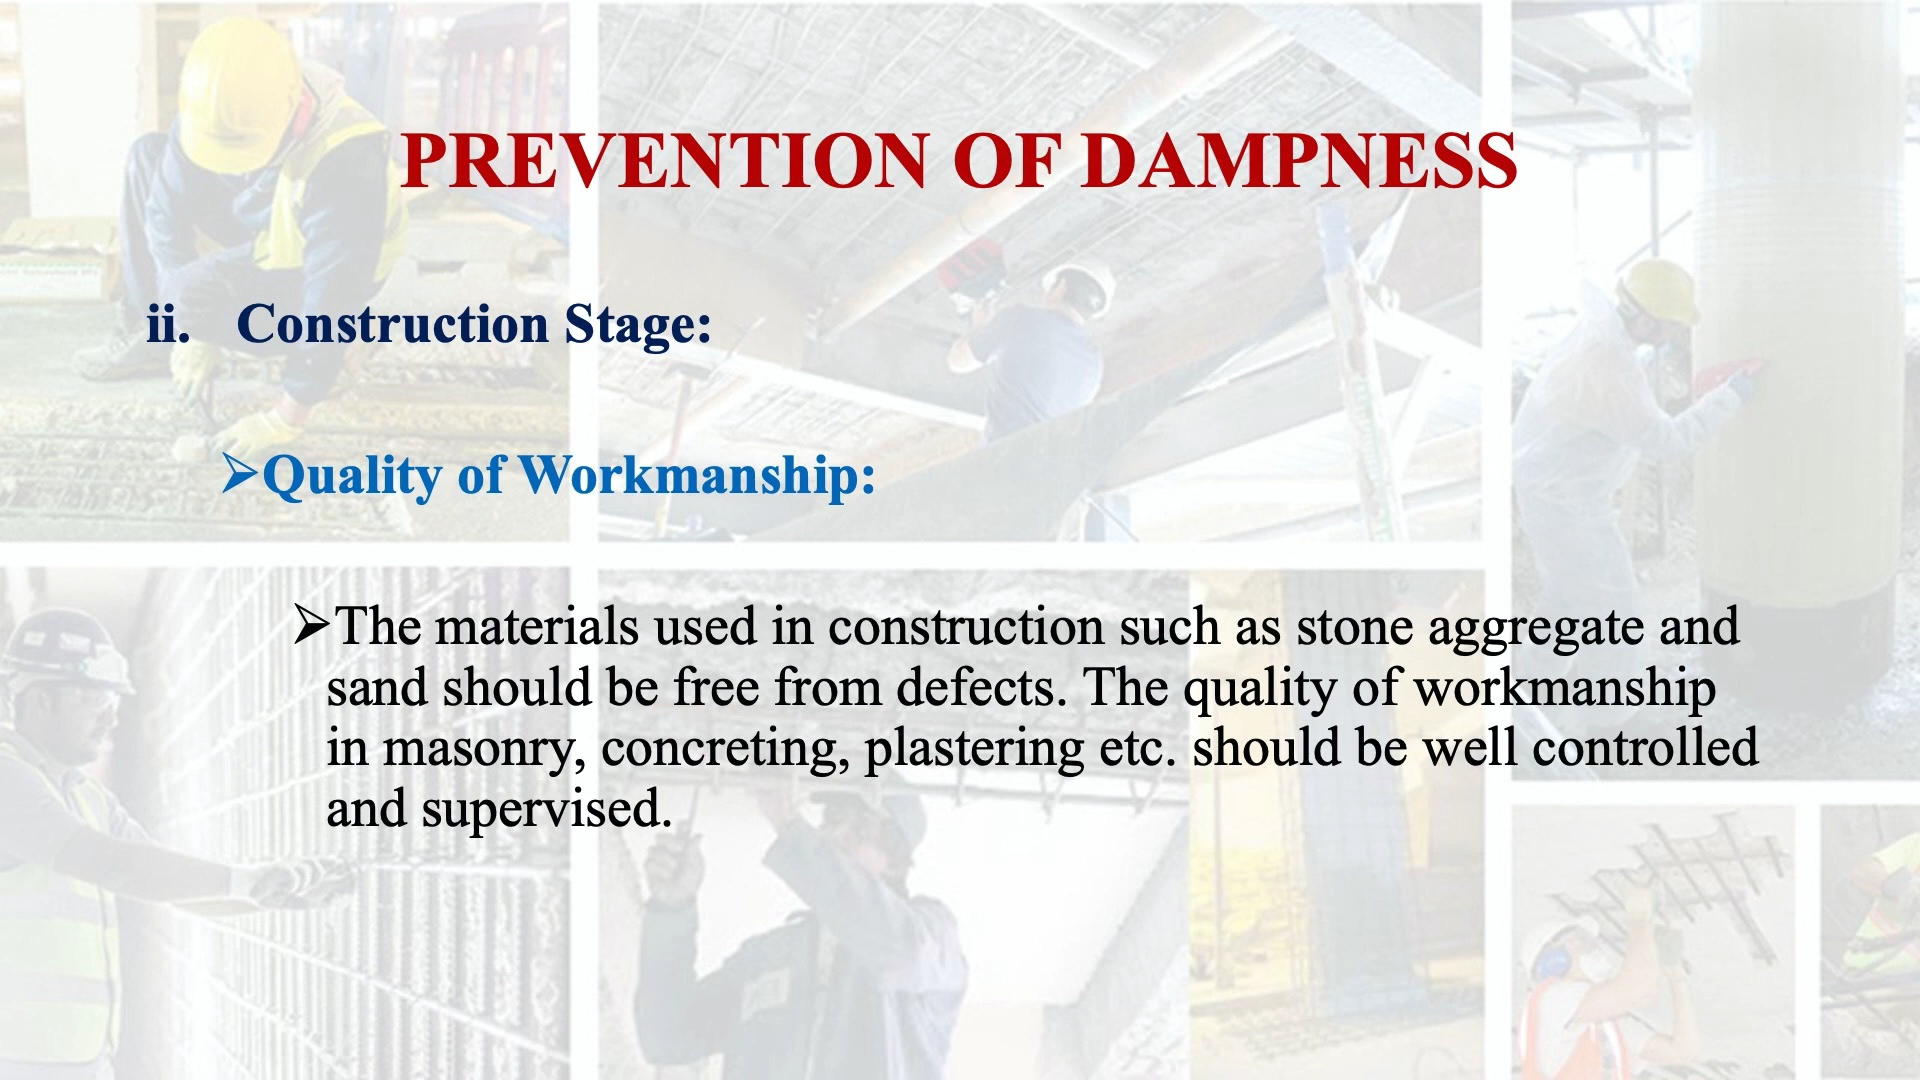 PREVENTION OF DAMPNESS
ii. Construction Stage:
➢Quality of Workmanship:
➢The materials used in construction such as stone aggregate and
sand should be free from defects. The quality of workmanship
in masonry, concreting, plastering etc. should be well controlled
and supervised.